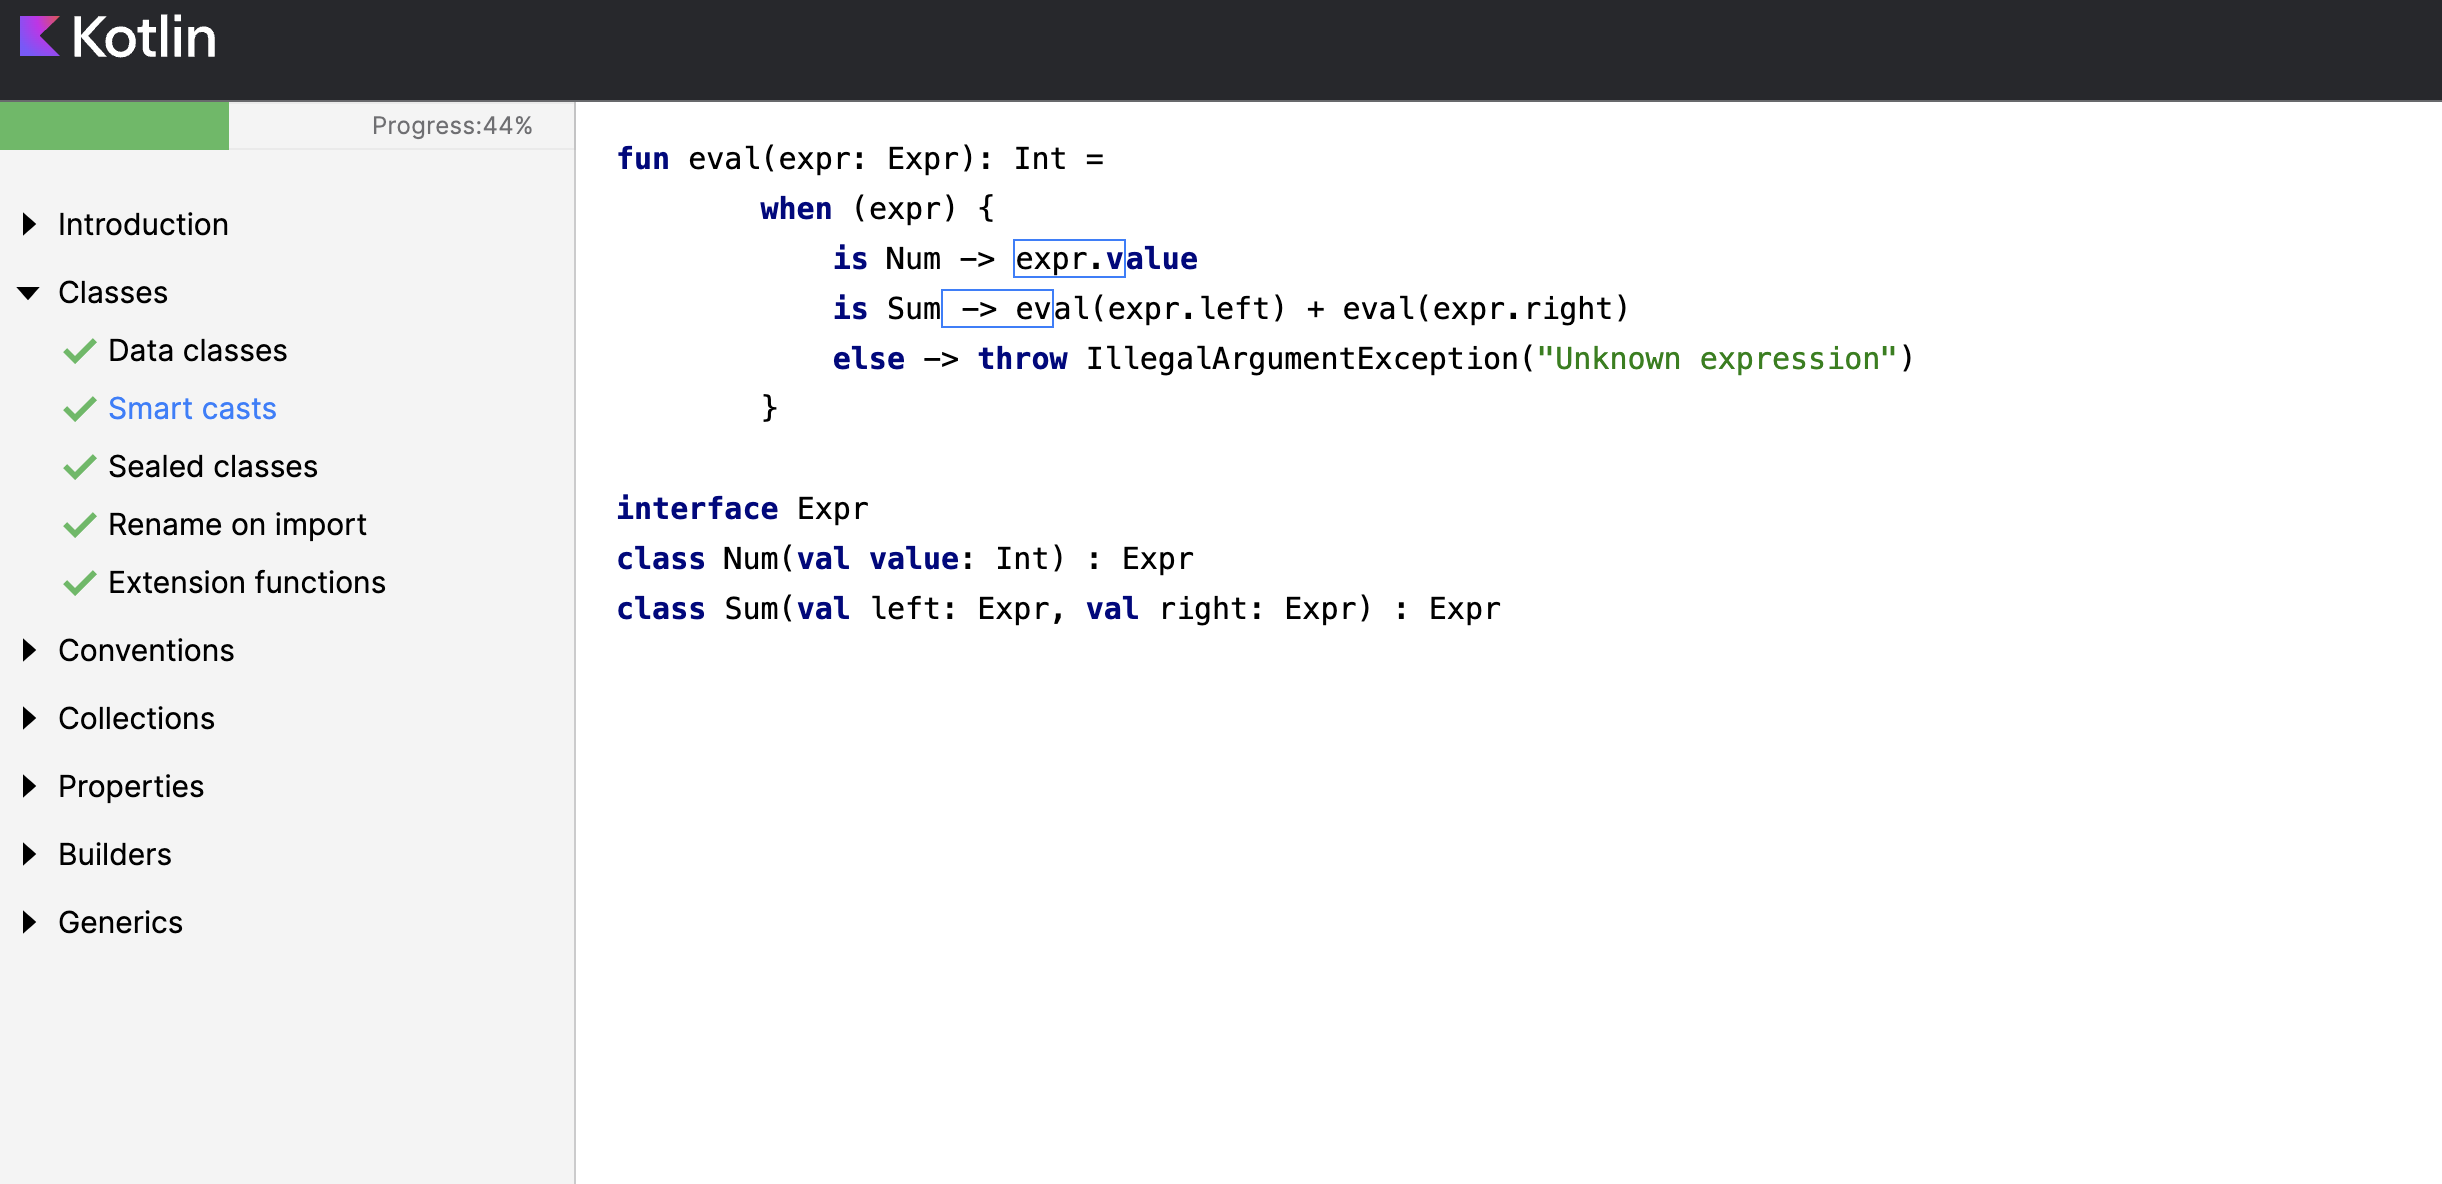 Kotlin
Progress:44%
Introduction
Classes
Data classes
Smart casts
Sealed classes
Rename on import
Extension functions
Conventions
Collections
Properties
Builders
Generics
fun eval(expr: Expr): Int =
        when (expr) {
            is Num -> expr.value
            is Sum -> eval(expr.left) + eval(expr.right)
            else -> throw IllegalArgumentException("Unknown expression")
        }
interface Expr
class Num(val value: Int) : Expr
class Sum(val left: Expr, val right: Expr) : Expr